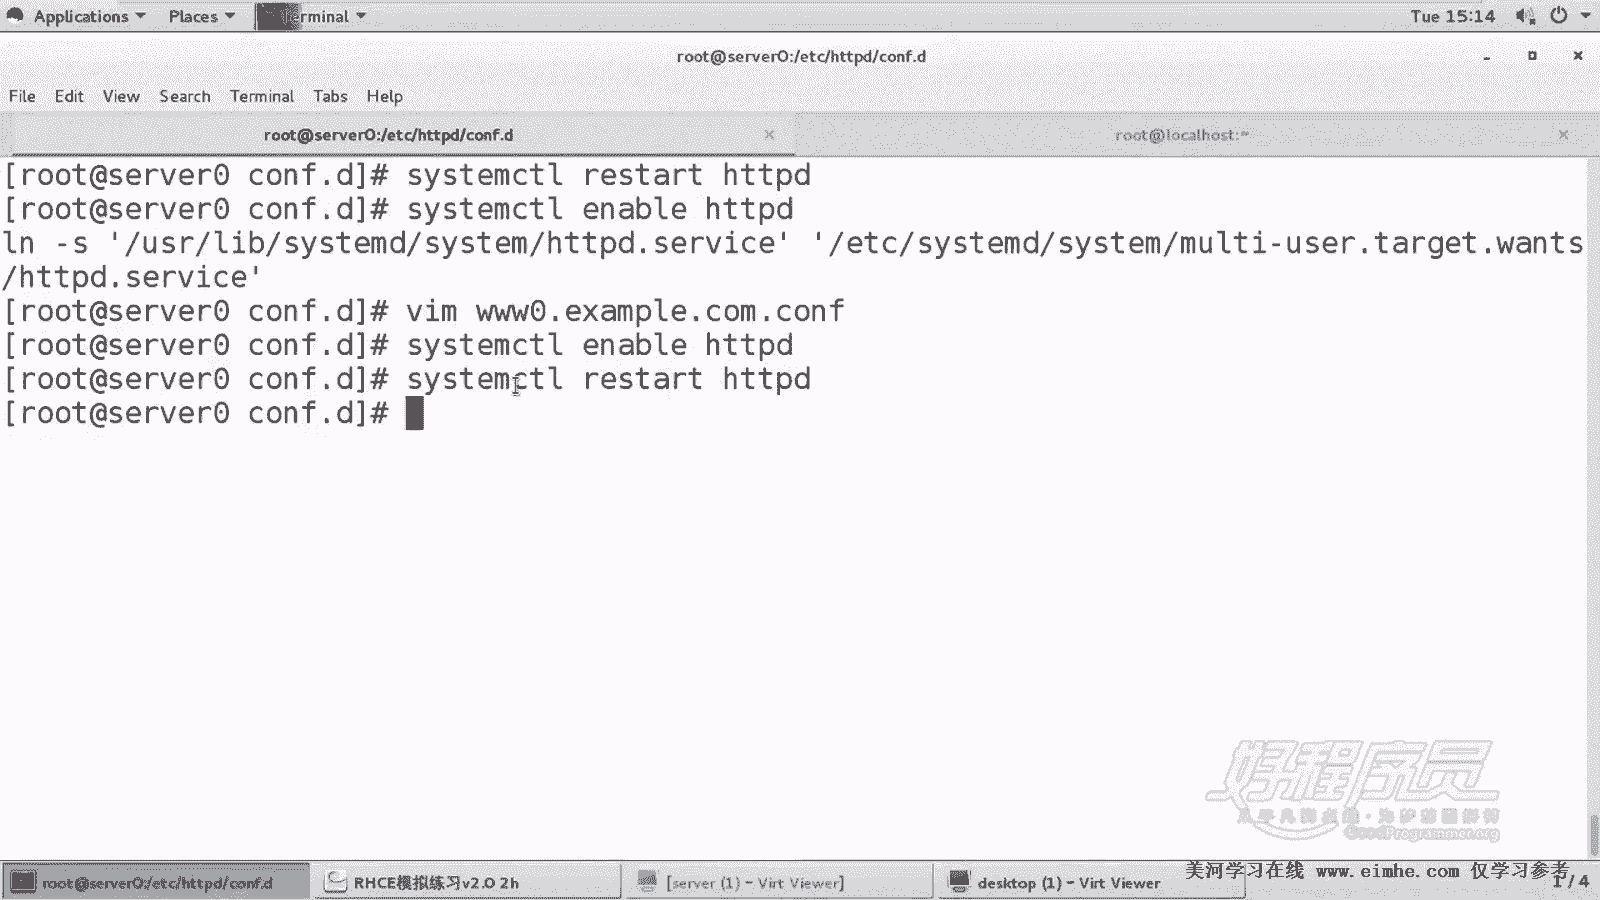 Applications Places Terminal Tue 15:14
root@server0:/etc/httpd/conf.d
File Edit View Search Terminal Tabs Help
root@server0:/etc/httpd/conf.d root@localhost:~
[root@server0 conf.d]# systemctl restart httpd
[root@server0 conf.d]# systemctl enable httpd
ln -s '/usr/lib/systemd/system/httpd.service' '/etc/systemd/system/multi-user.target.wants
/httpd.service'
[root@server0 conf.d]# vim www0.example.com.conf
[root@server0 conf.d]# systemctl enable httpd
[root@server0 conf.d]# systemctl restart httpd
[root@server0 conf.d]#
好程序员
GoodProgrammer.org
美河学习在线 www.eimhe.com 仅学习参考
root@server0:/etc/httpd/conf.d RHCE模拟练习v2.0 2h [server (1) – Virt Viewer] desktop (1) – Virt Viewer 1 / 4